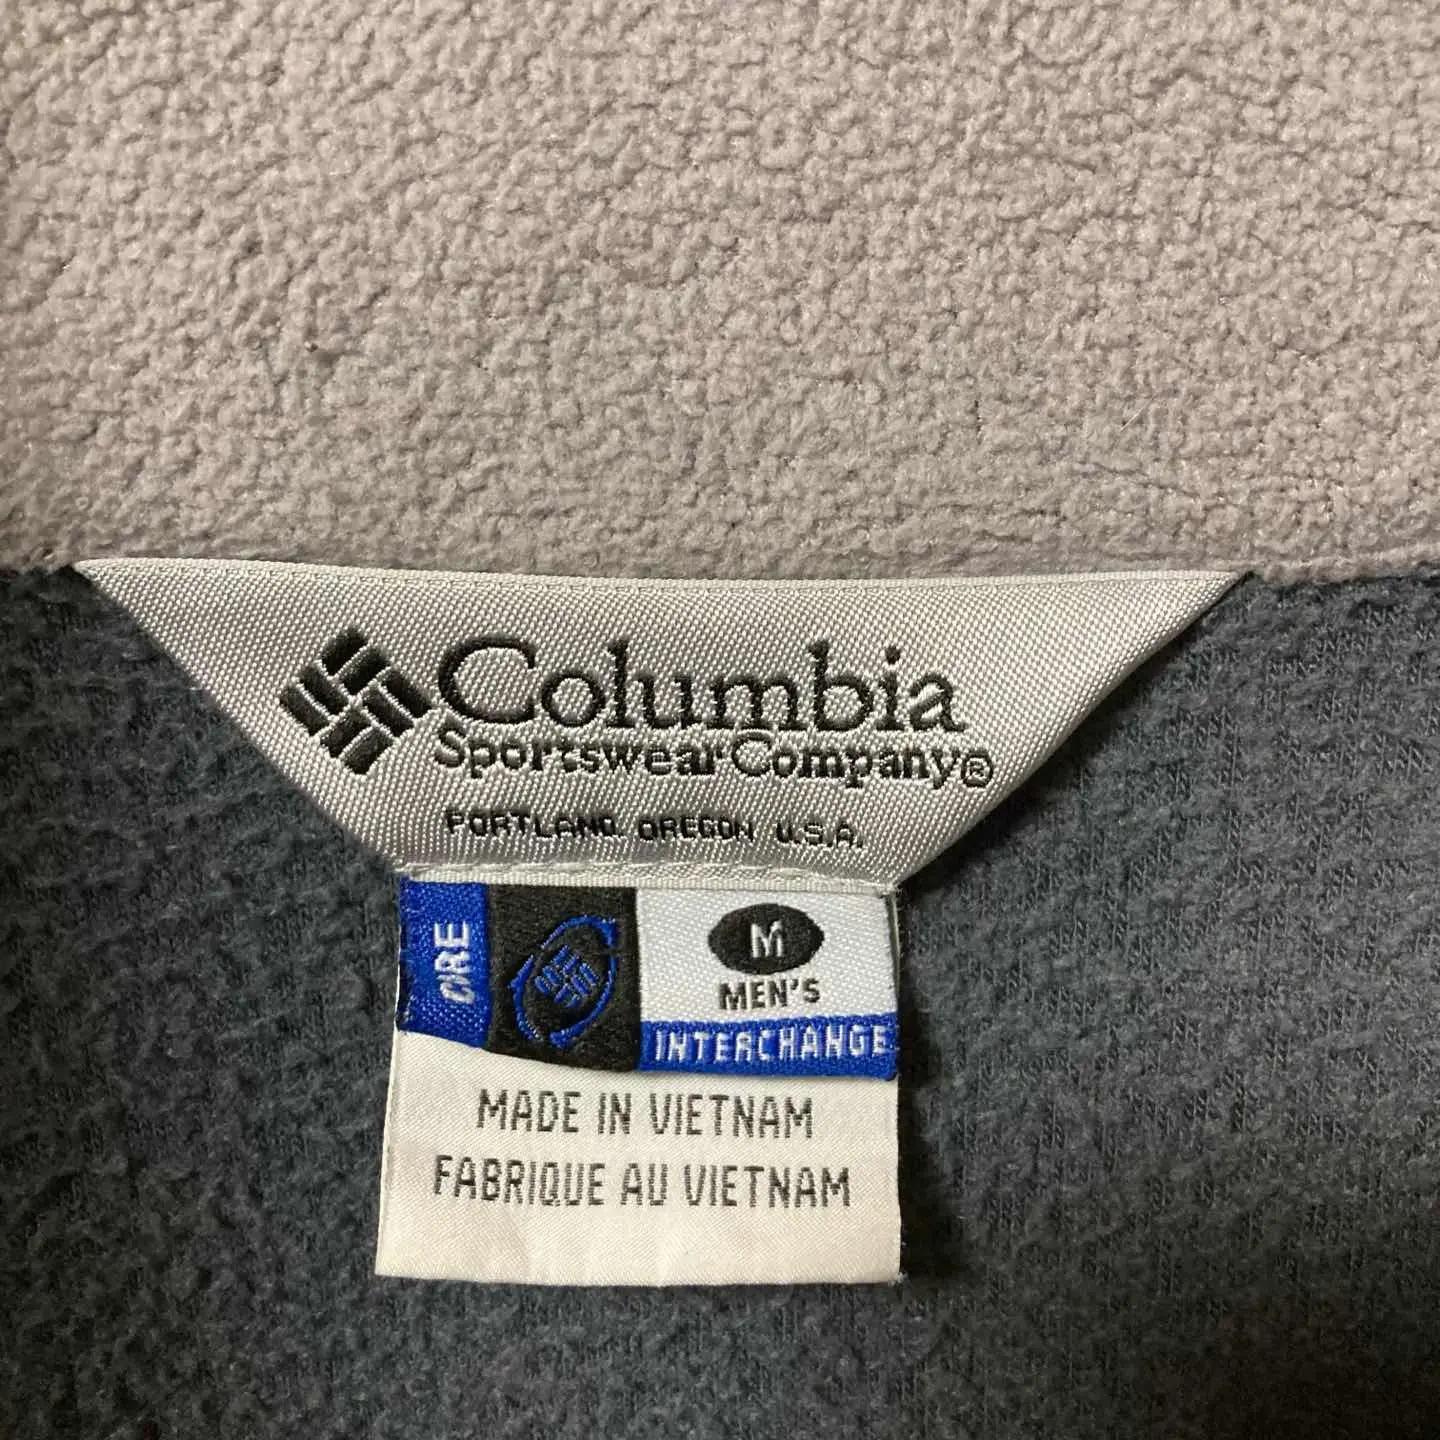 Columbia
Sportswear Company®
PORTLAND, OREGON U.S.A.
CORE
M
MEN'S
INTERCHANGE
MADE IN VIETNAM
FABRIQUE AU VIETNAM